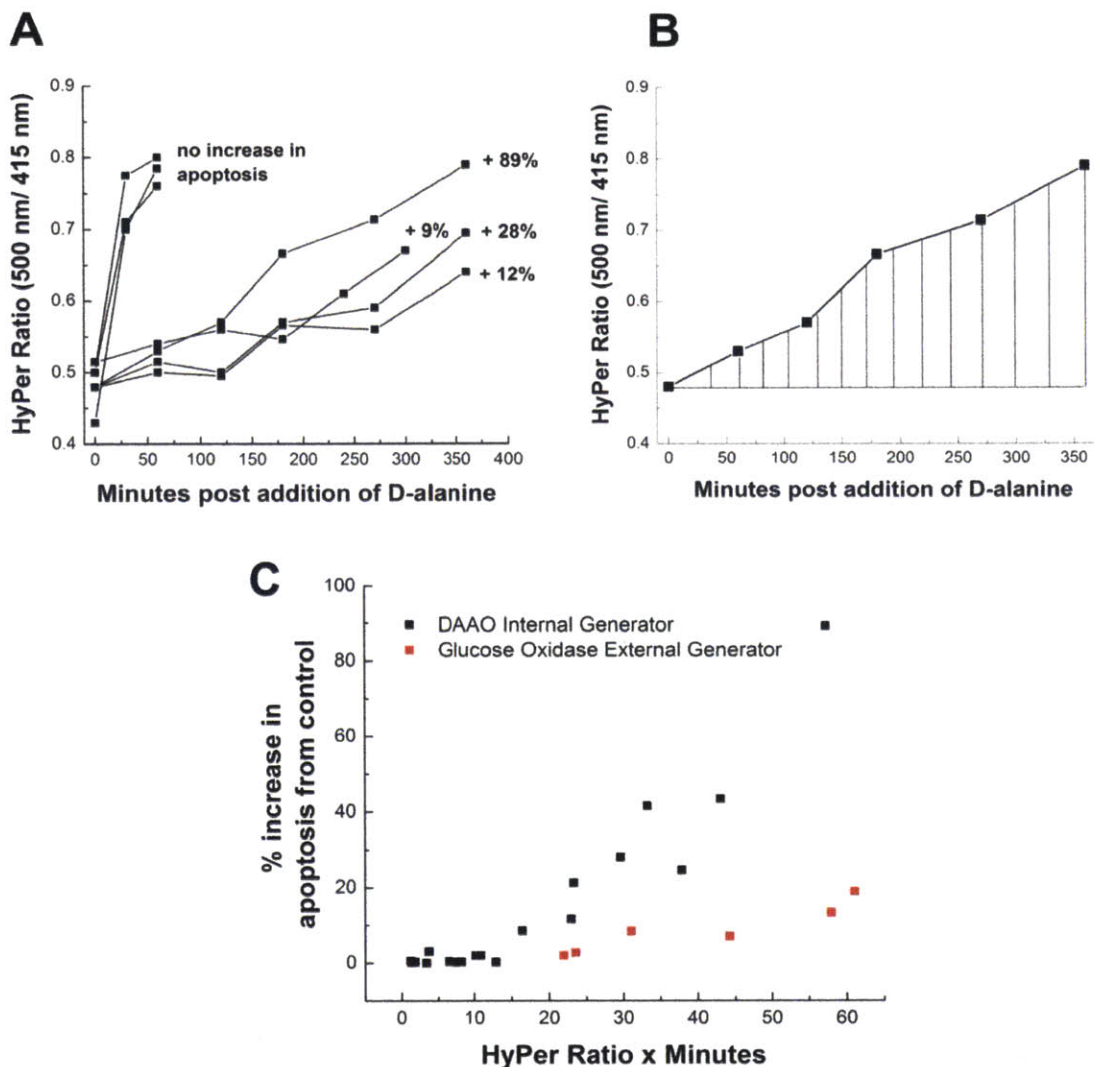 A
HyPer Ratio (500 nm/ 415 nm)
0.9
0.8
0.7
0.6
0.5
0.4
no increase in
apoptosis
+ 89%
+ 9%
+ 28%
+ 12%
0 50 100 150 200 250 300 350 400
Minutes post addition of D-alanine
B
HyPer Ratio (500 nm/ 415 nm)
0.9
0.8
0.7
0.6
0.5
0.4
0 50 100 150 200 250 300 350
Minutes post addition of D-alanine
C
% increase in
apoptosis from control
100
80
60
40
20
0
DAAO Internal Generator
Glucose Oxidase External Generator
0 10 20 30 40 50 60
HyPer Ratio x Minutes